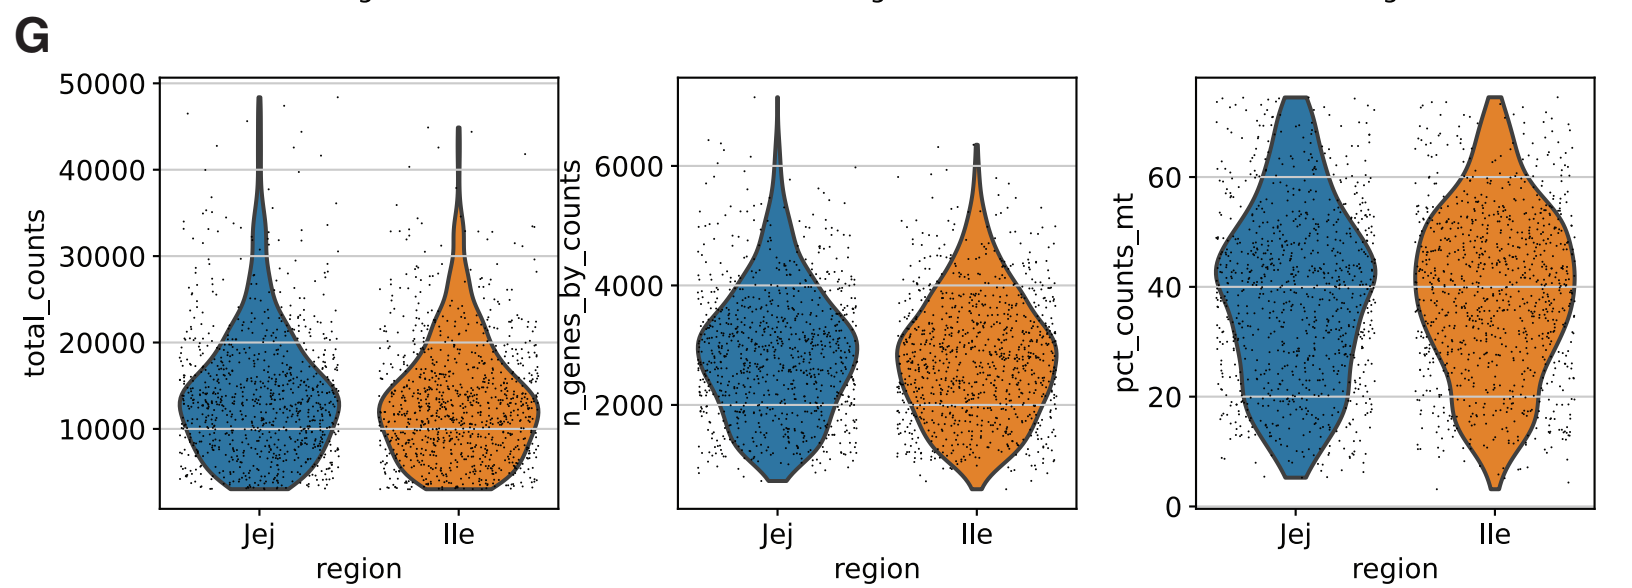 G
total_counts
50000
40000
30000
20000
10000
Jej
Ile
region
n_genes_by_counts
6000
4000
2000
Jej
Ile
region
pct_counts_mt
60
40
20
0
Jej
Ile
region